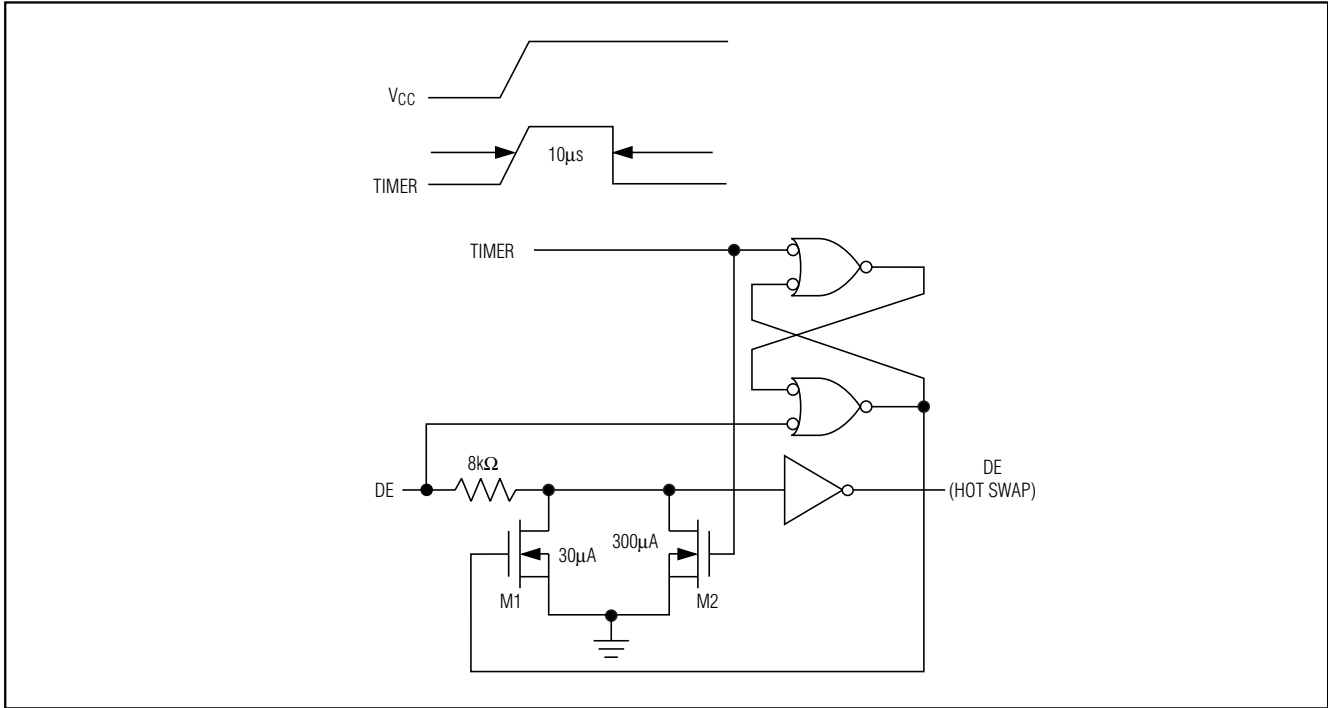 VCC
10µs
TIMER
TIMER
8kΩ
DE
DE
(HOT SWAP)
30µA
300µA
M1
M2